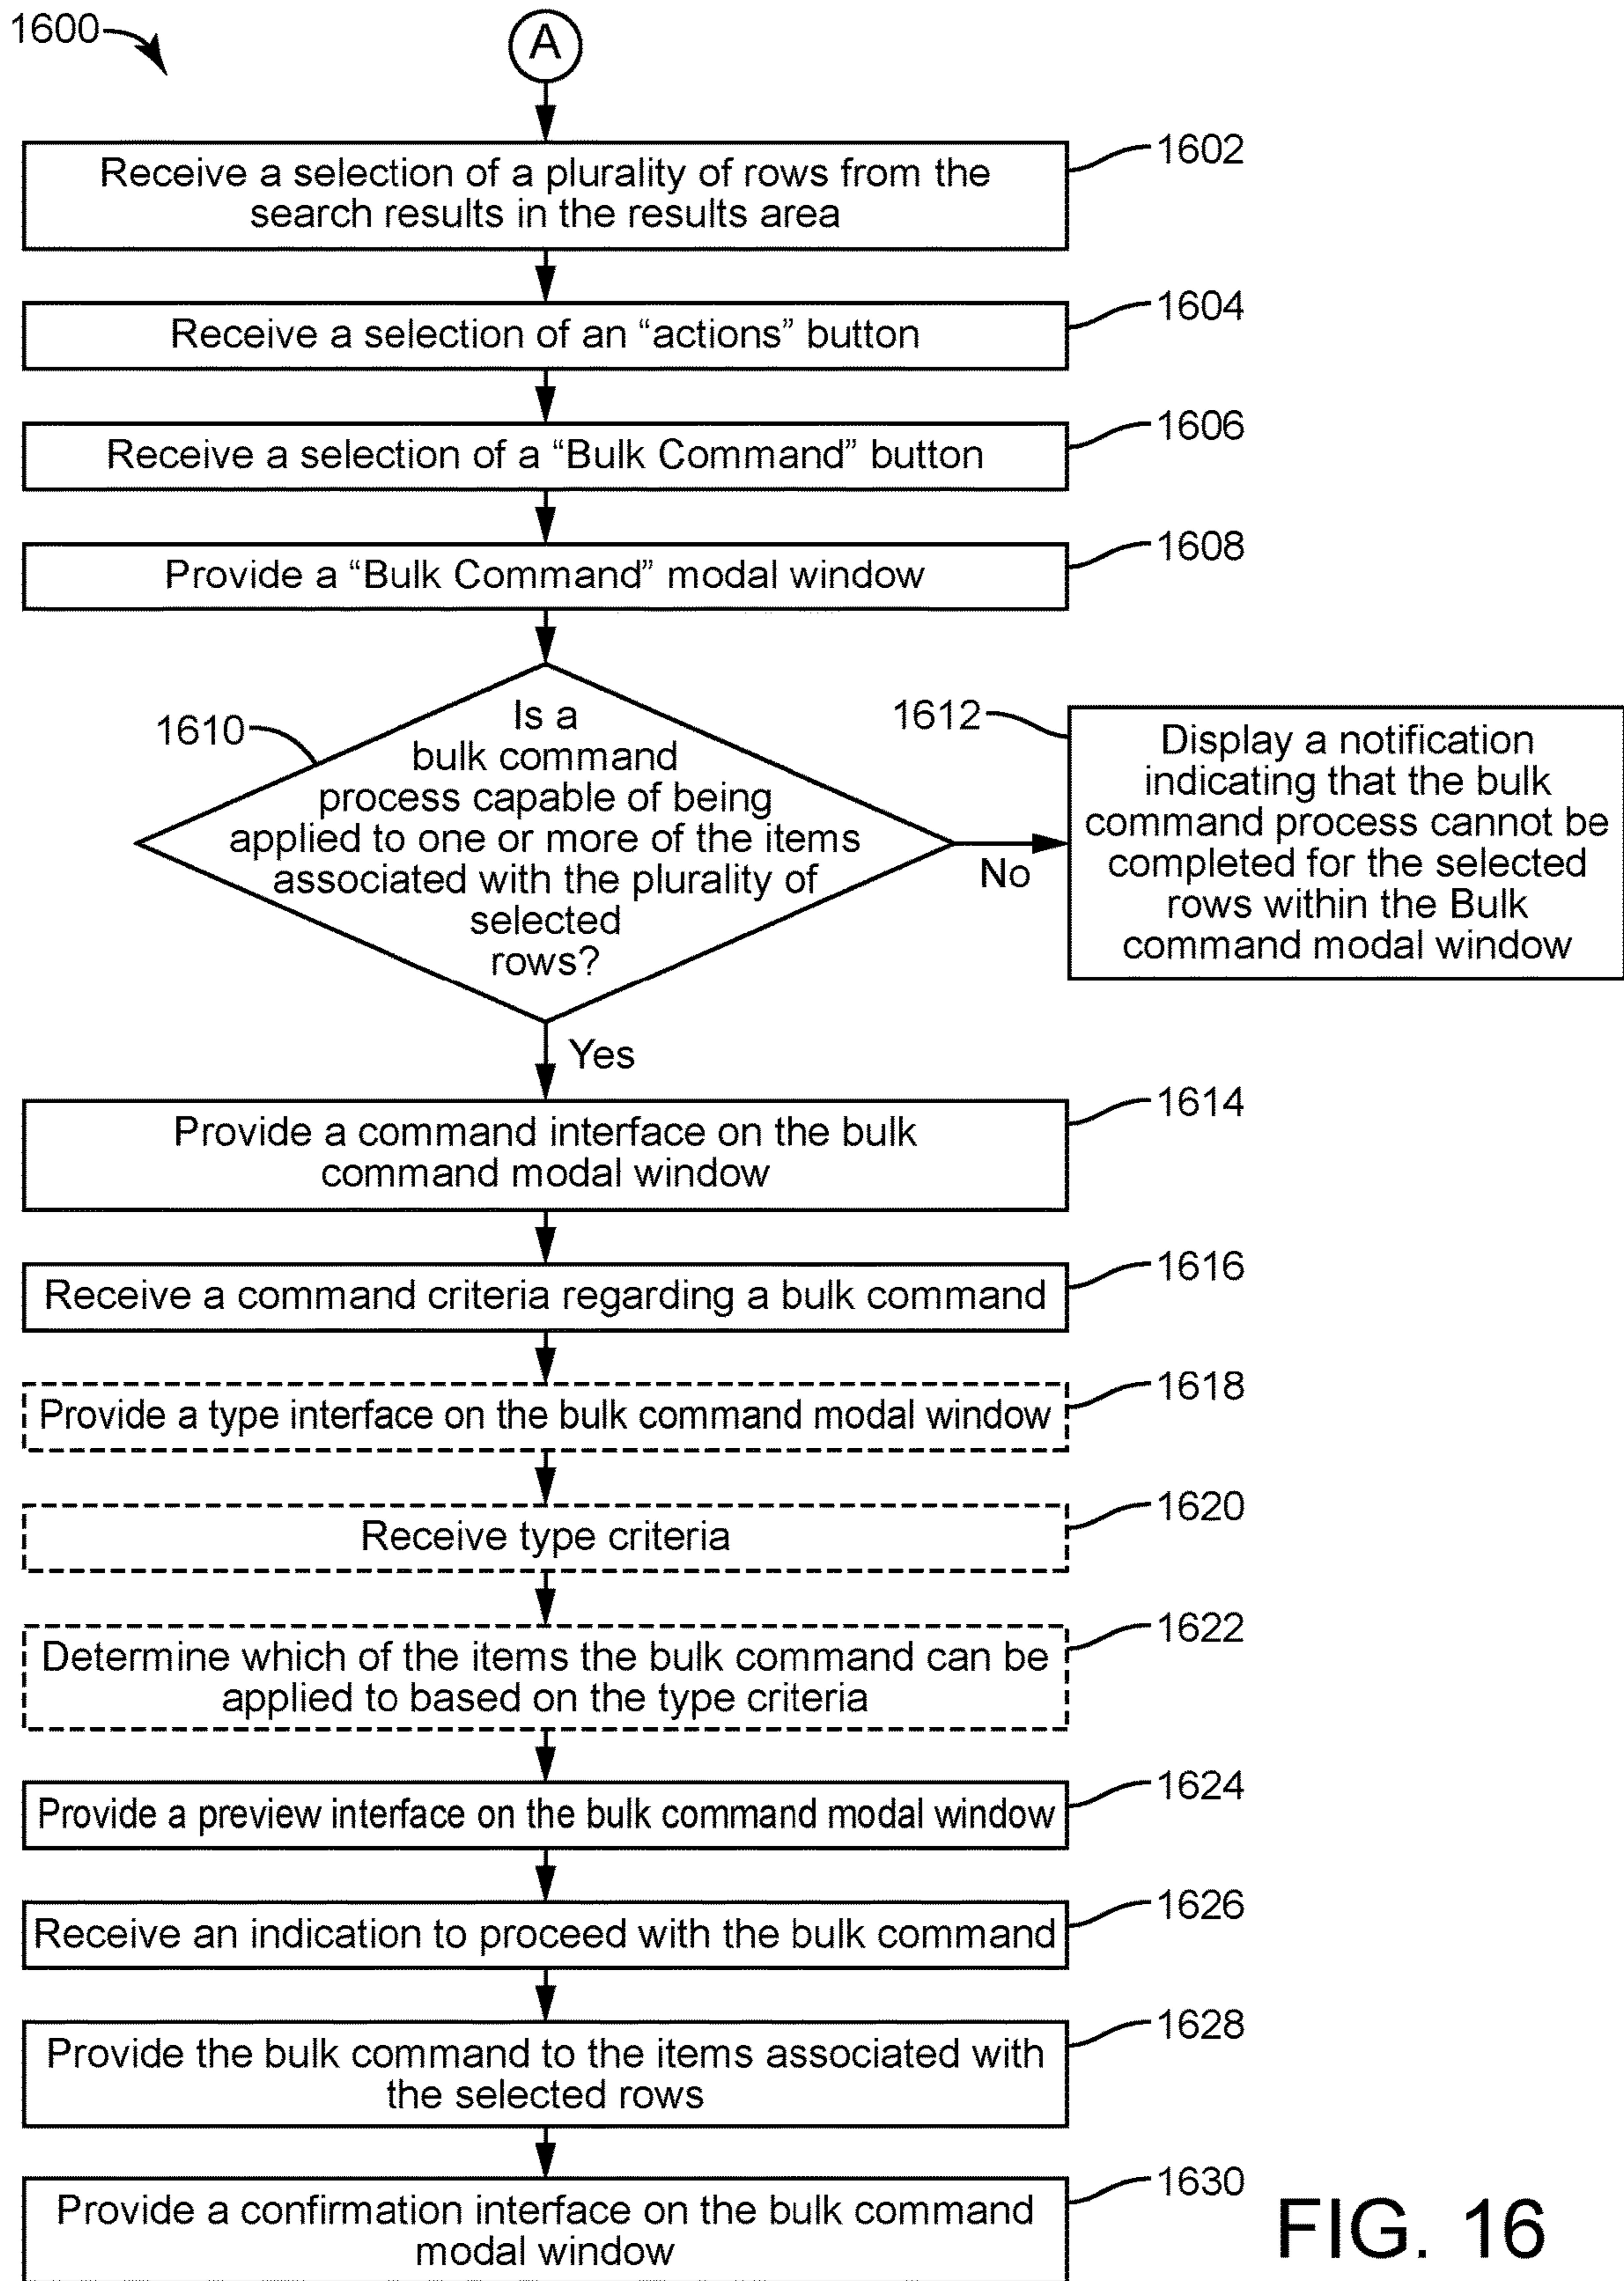 1600
A
Receive a selection of a plurality of rows from the
search results in the results area
1602
Receive a selection of an “actions” button
1604
Receive a selection of a “Bulk Command” button
1606
Provide a “Bulk Command” modal window
1608
Is a
bulk command
process capable of being
applied to one or more of the items
associated with the plurality of
selected
rows?
1610
No
1612
Display a notification
indicating that the bulk
command process cannot be
completed for the selected
rows within the Bulk
command modal window
Yes
Provide a command interface on the bulk
command modal window
1614
Receive a command criteria regarding a bulk command
1616
Provide a type interface on the bulk command modal window
1618
Receive type criteria
1620
Determine which of the items the bulk command can be
applied to based on the type criteria
1622
Provide a preview interface on the bulk command modal window
1624
Receive an indication to proceed with the bulk command
1626
Provide the bulk command to the items associated with
the selected rows
1628
Provide a confirmation interface on the bulk command
modal window
1630
FIG. 16